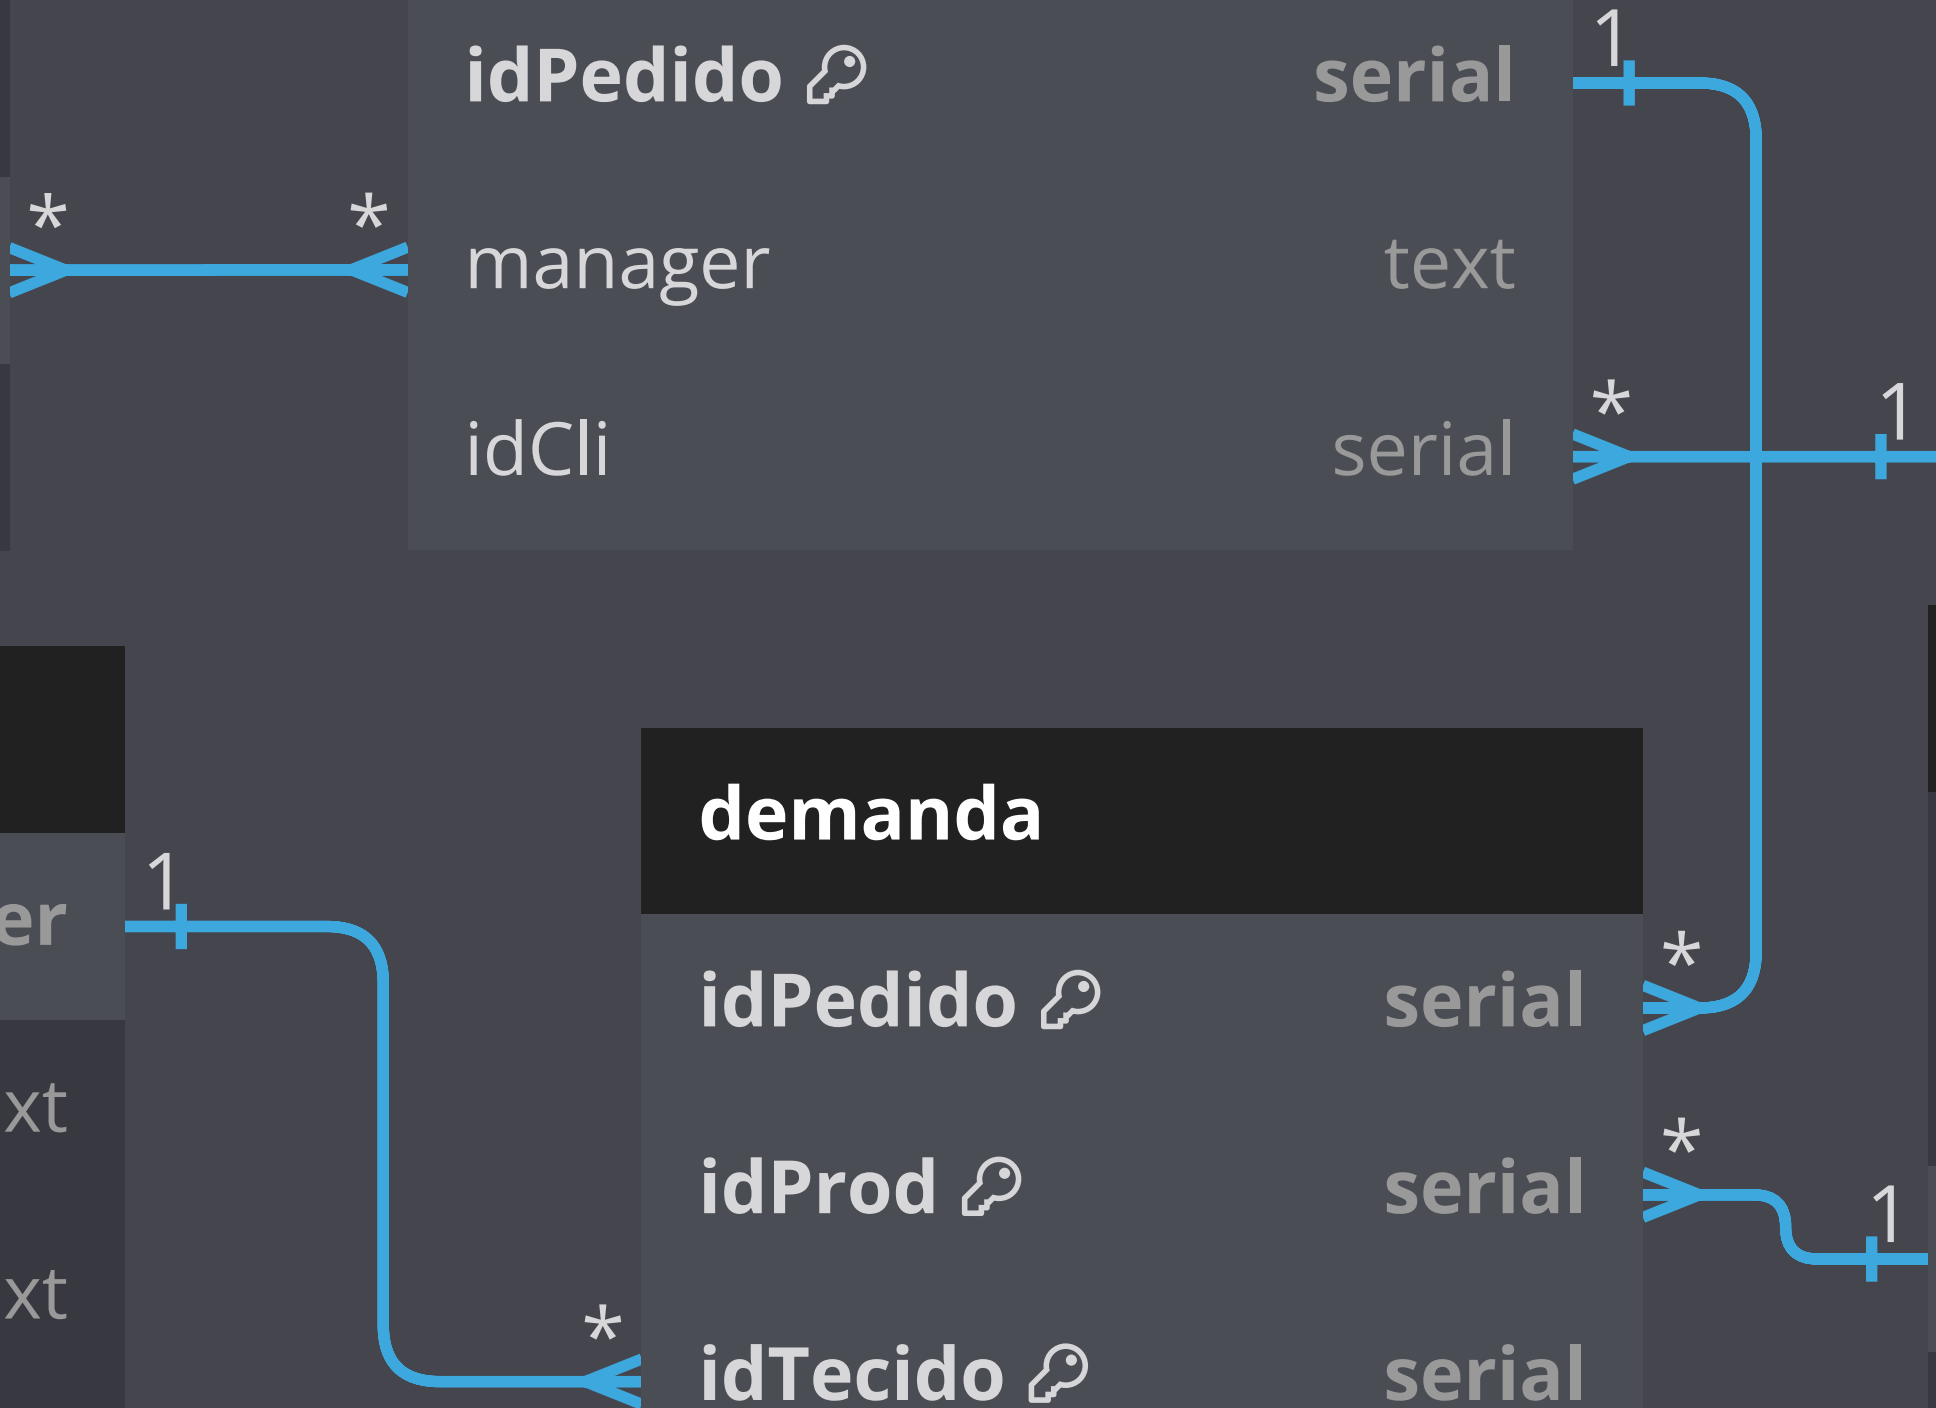 idPedido serial 1
* * manager text
idCli serial * 1
demanda
1
er
idPedido serial *
xt
idProd serial * 1
xt
* idTecido serial